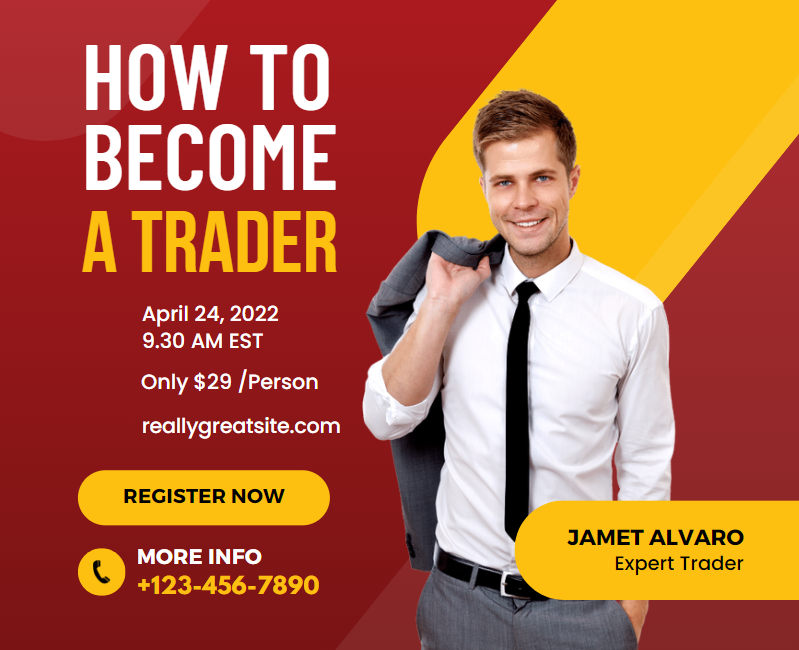 HOW TO
BECOME
A TRADER
April 24, 2022
9.30 AM EST
Only $29 /Person
reallygreatsite.com
REGISTER NOW
MORE INFO
+123-456-7890
JAMET ALVARO
Expert Trader